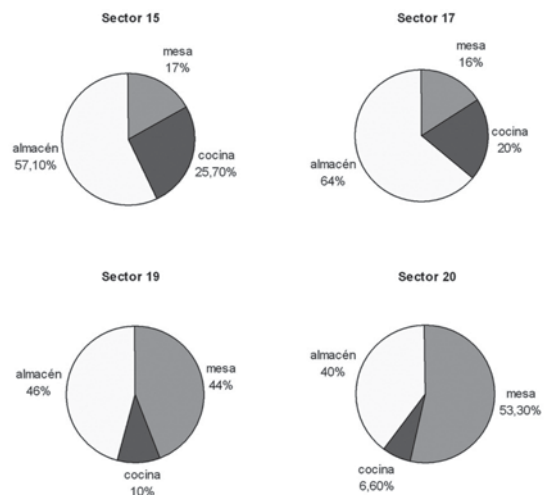 Sector 15
mesa
17%
almacén
57,10%
cocina
25,70%
Sector 17
mesa
16%
cocina
20%
almacén
64%
Sector 19
almacén
46%
mesa
44%
cocina
10%
Sector 20
almacén
40%
mesa
53,30%
cocina
6,60%